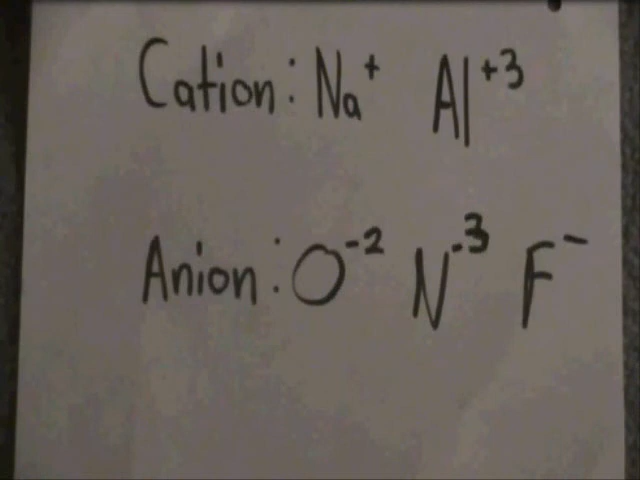 Cation: Na⁺ Al⁺³
Anion: O⁻² N⁻³ F⁻